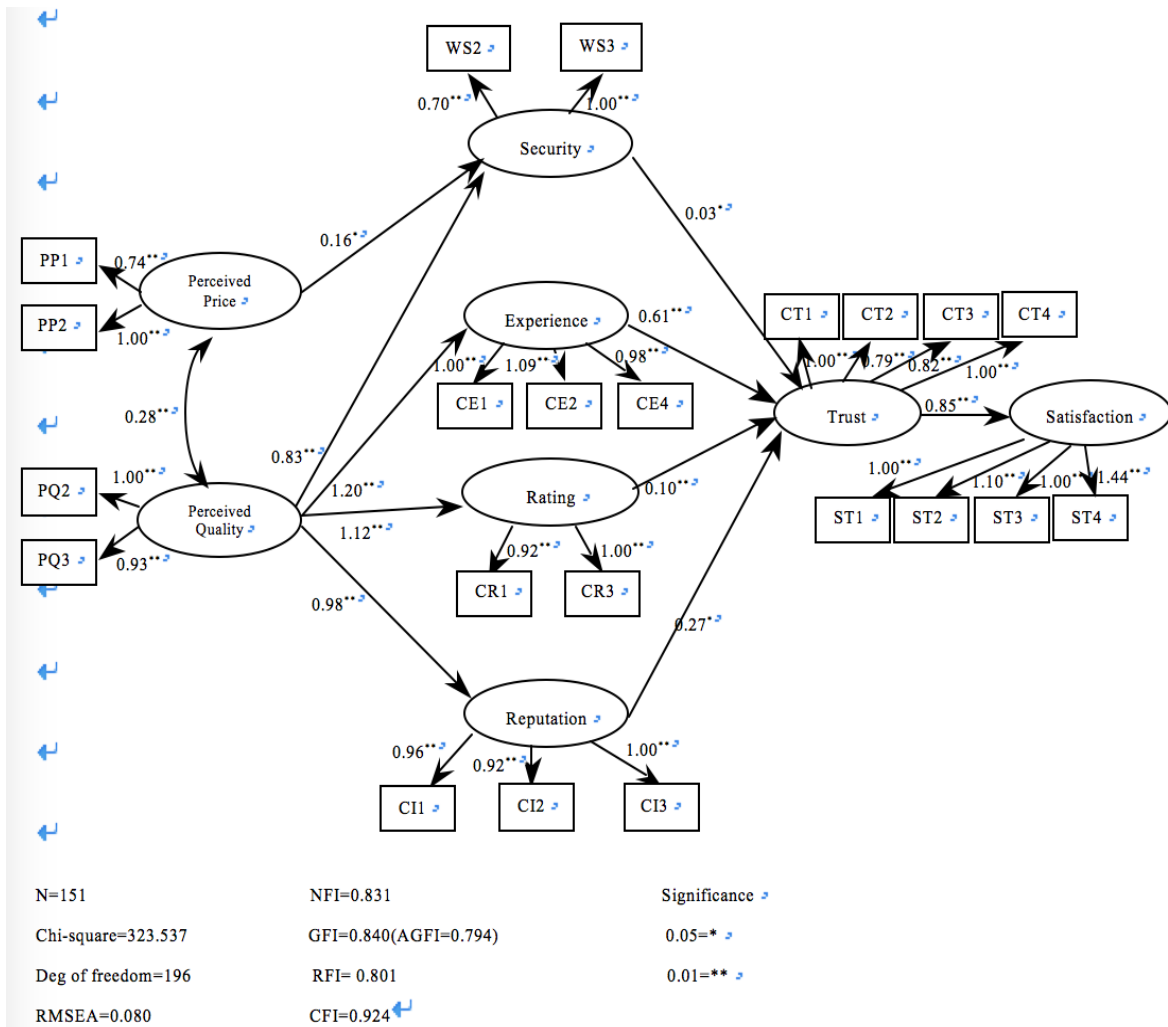 WS2
WS3
0.70**
1.00**
Security
0.03*
0.16*
PP1
0.74**
Perceived
Price
PP2
1.00**
Experience
0.61**
CT1
CT2
CT3
CT4
1.00**
1.09**
0.98**
1.00**
0.79**
0.82**
1.00**
CE1
CE2
CE4
0.28**
Trust
0.85**
Satisfaction
0.83**
PQ2
1.00**
Perceived
Quality
PQ3
0.93**
1.20**
1.12**
Rating
0.10**
1.00**
1.10**
1.00**
1.44**
ST1
ST2
ST3
ST4
0.92**
1.00**
CR1
CR3
0.98**
0.27*
Reputation
0.96**
0.92**
1.00**
CI1
CI2
CI3
N=151
NFI=0.831
Significance
Chi-square=323.537
GFI=0.840(AGFI=0.794)
0.05=*
Deg of freedom=196
RFI= 0.801
0.01=**
RMSEA=0.080
CFI=0.924